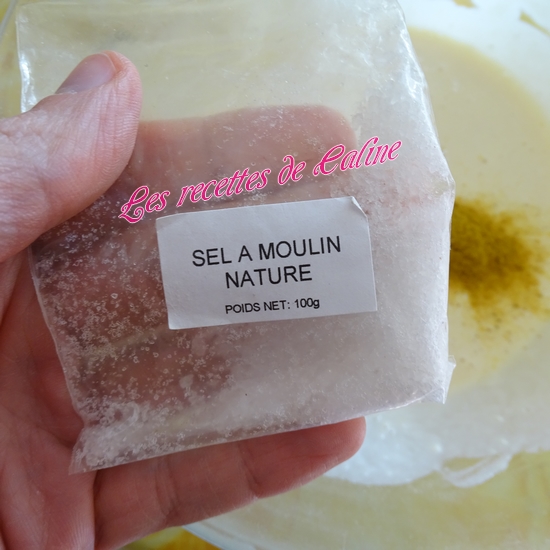 Les recettes de Caline
SEL A MOULIN
NATURE
POIDS NET: 100g